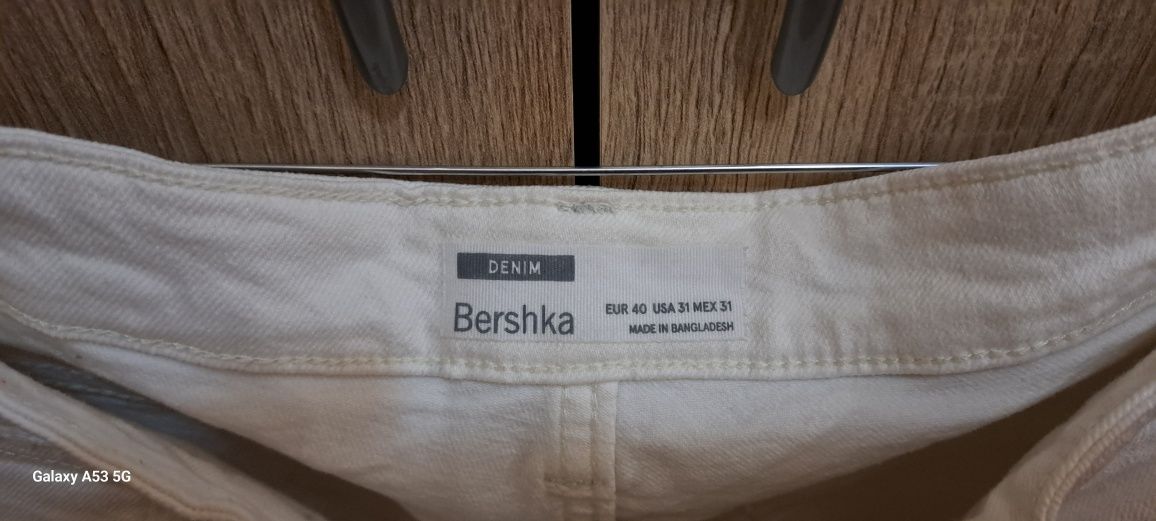 DENIM
Bershka
EUR 40 USA 31 MEX 31
MADE IN BANGLADESH
Galaxy A53 5G